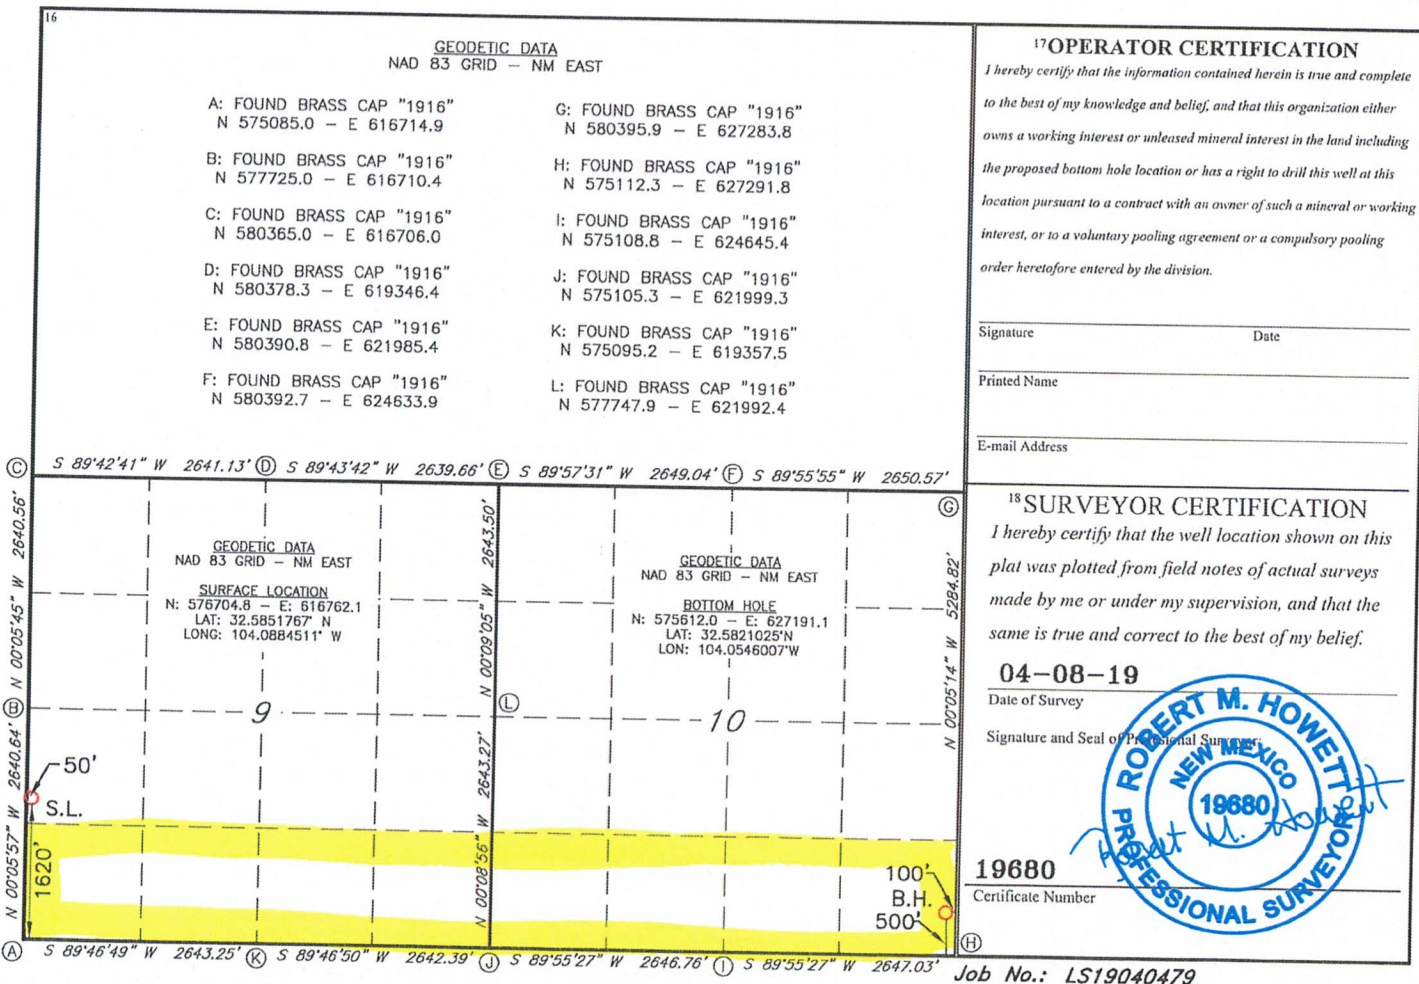 16
GEODETIC DATA
NAD 83 GRID – NM EAST
A: FOUND BRASS CAP "1916"
N 575085.0 – E 616714.9
B: FOUND BRASS CAP "1916"
N 577725.0 – E 616710.4
C: FOUND BRASS CAP "1916"
N 580365.0 – E 616706.0
D: FOUND BRASS CAP "1916"
N 580378.3 – E 619346.4
E: FOUND BRASS CAP "1916"
N 580390.8 – E 621985.4
F: FOUND BRASS CAP "1916"
N 580392.7 – E 624633.9
G: FOUND BRASS CAP "1916"
N 580395.9 – E 627283.8
H: FOUND BRASS CAP "1916"
N 575112.3 – E 627291.8
I: FOUND BRASS CAP "1916"
N 575108.8 – E 624645.4
J: FOUND BRASS CAP "1916"
N 575105.3 – E 621999.3
K: FOUND BRASS CAP "1916"
N 575095.2 – E 619357.5
L: FOUND BRASS CAP "1916"
N 577747.9 – E 621992.4
17 OPERATOR CERTIFICATION
I hereby certify that the information contained herein is true and complete
to the best of my knowledge and belief, and that this organization either
owns a working interest or unleased mineral interest in the land including
the proposed bottom hole location or has a right to drill this well at this
location pursuant to a contract with an owner of such a mineral or working
interest, or to a voluntary pooling agreement or a compulsory pooling
order heretofore entered by the division.
Signature Date
Printed Name
E-mail Address
C S 89°42'41" W 2641.13' D S 89°43'42" W 2639.66' E S 89°57'31" W 2649.04' F S 89°55'55" W 2650.57'
G
N 00°05'45" W 2640.56'
GEODETIC DATA
NAD 83 GRID – NM EAST
SURFACE LOCATION
N: 576704.8 – E: 616762.1
LAT: 32.5851767° N
LONG: 104.0884511° W
N 00°09'05" W 2643.50'
GEODETIC DATA
NAD 83 GRID – NM EAST
BOTTOM HOLE
N: 575612.0 – E: 627191.1
LAT: 32.5821025°N
LON: 104.0546007°W
N 00°05'14" W 5284.82'
B
9
L
10
N 00°05'57" W 2640.64'
50'
S.L.
1620'
N 00°08'56" W 2643.27'
100'
B.H.
500'
A S 89°46'49" W 2643.25' K S 89°46'50" W 2642.39' J S 89°55'27" W 2646.76' I S 89°55'27" W 2647.03' H
18 SURVEYOR CERTIFICATION
I hereby certify that the well location shown on this
plat was plotted from field notes of actual surveys
made by me or under my supervision, and that the
same is true and correct to the best of my belief.
04-08-19
Date of Survey
Signature and Seal of Professional Surveyor:
ROBERT M. HOWETT
NEW MEXICO
19680
PROFESSIONAL SURVEYOR
Robert M. Howett
19680
Certificate Number
Job No.: LS19040479